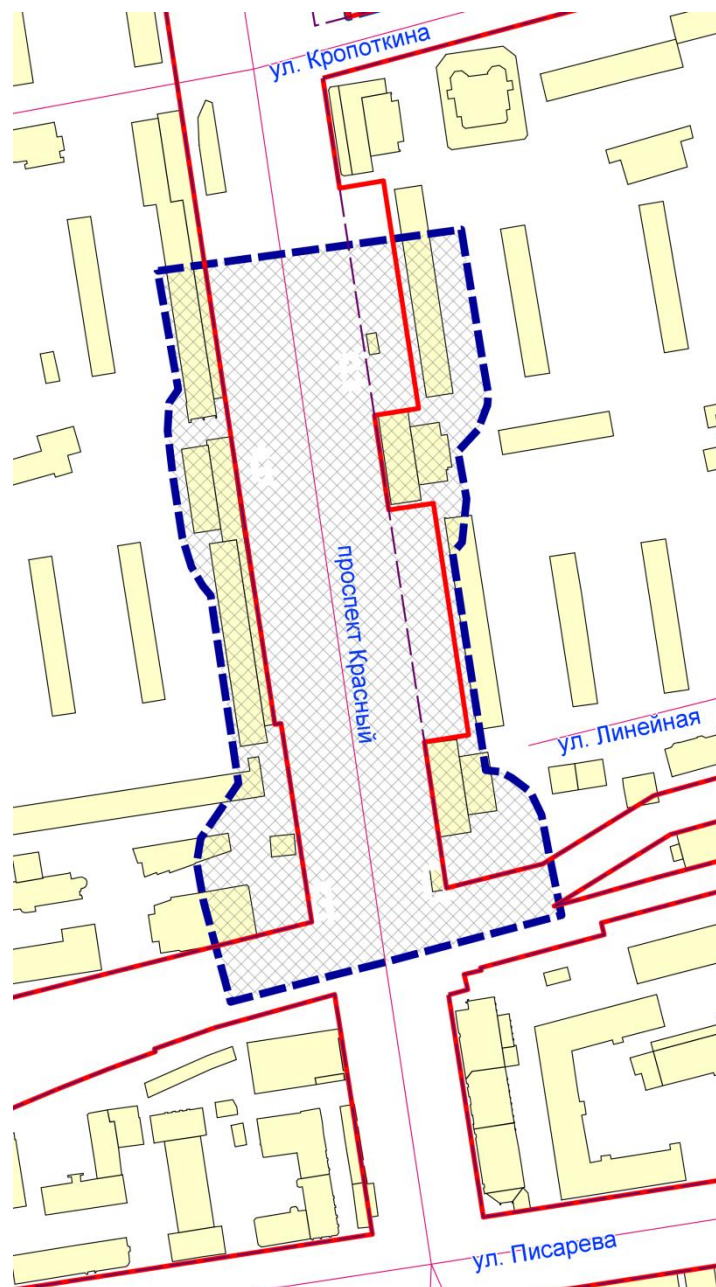 ул. Кропоткина
проспект Красный
ул. Линейная
ул. Писарева